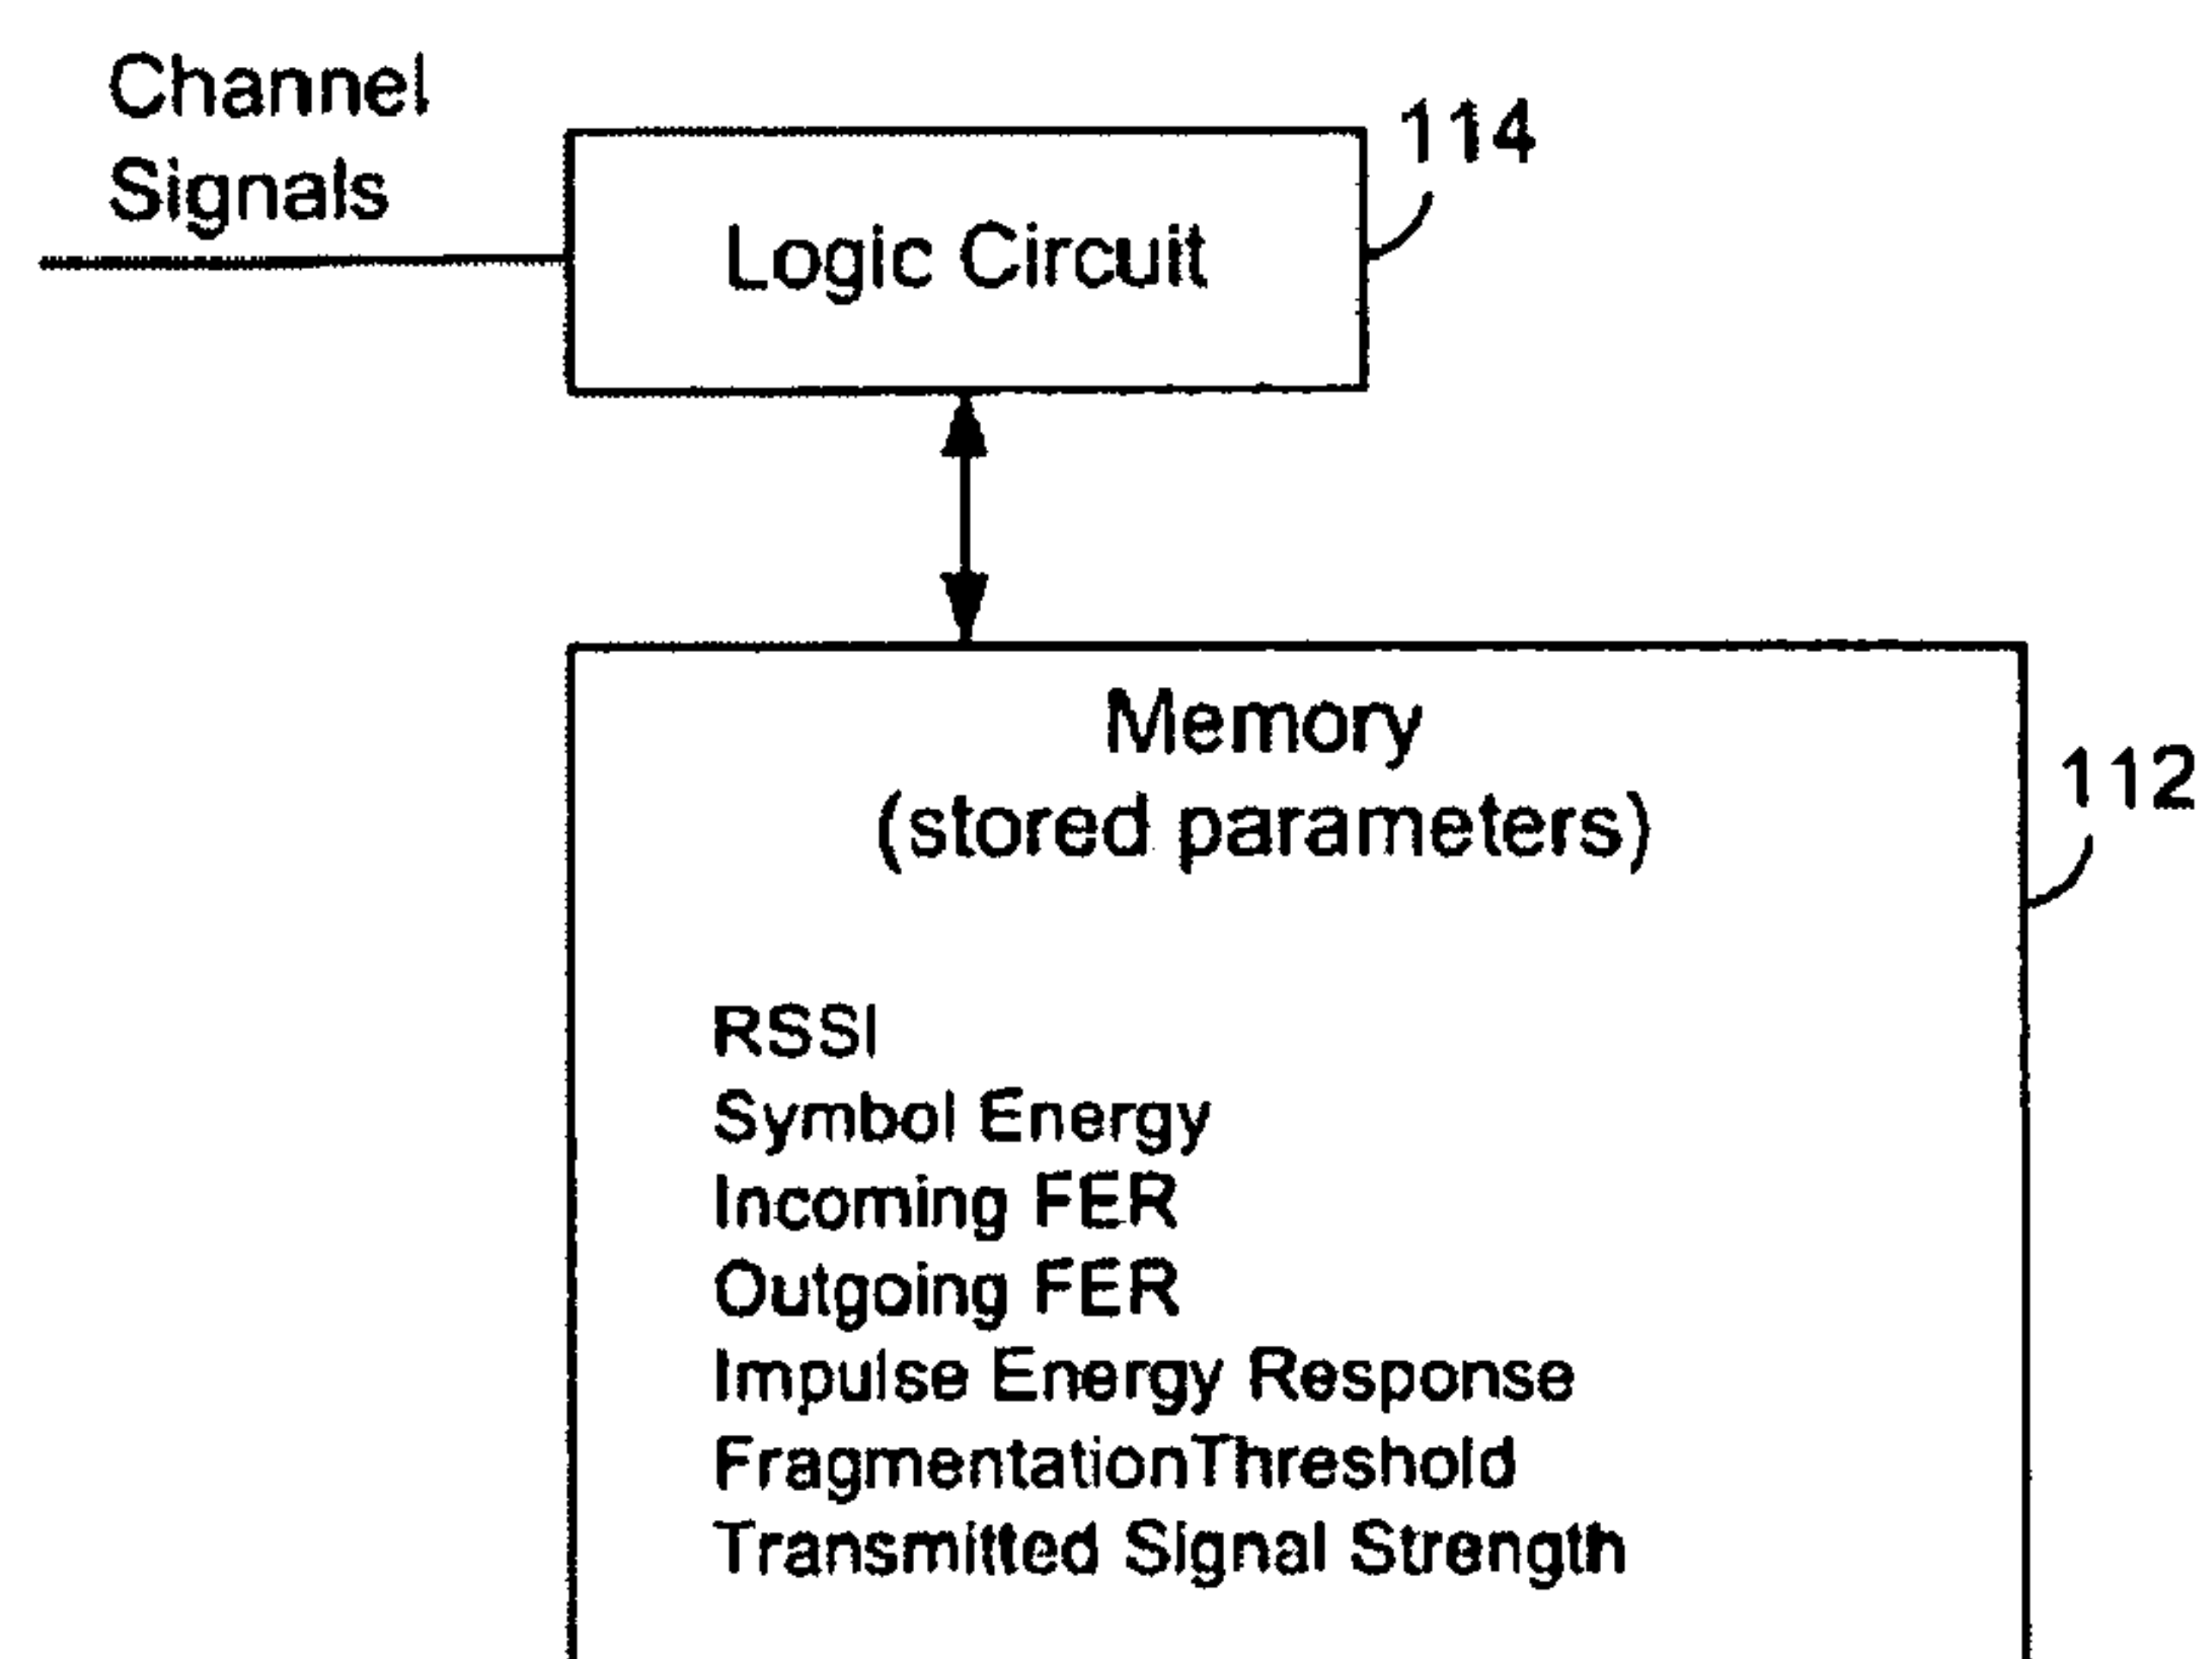 Channel
Signals
114
Logic Circuit
Memory
(stored parameters)
112
RSSI
Symbol Energy
Incoming FER
Outgoing FER
Impulse Energy Response
FragmentationThreshold
Transmitted Signal Strength